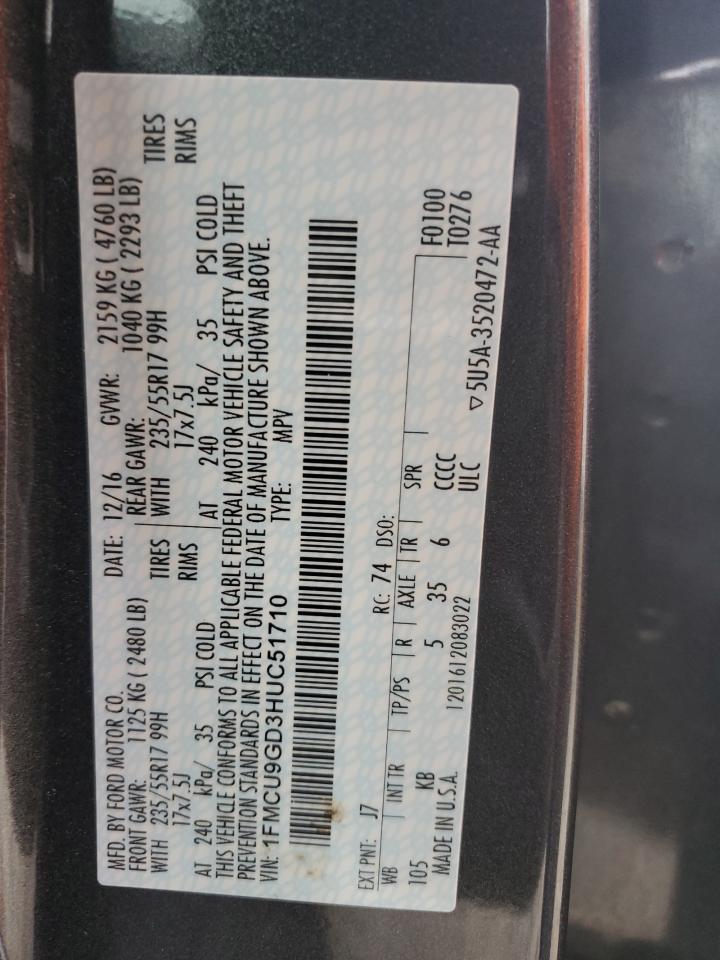 MFD. BY FORD MOTOR CO. DATE: 12/16 GVWR: 2159 KG ( 4760 LB)
FRONT GAWR: 1125 KG ( 2480 LB) REAR GAWR: 1040 KG ( 2293 LB)
WITH 235/55R17 99H TIRES WITH 235/55R17 99H TIRES
17x7.5J RIMS 17x7.5J RIMS
AT 240 kPa/ 35 PSI COLD AT 240 kPa/ 35 PSI COLD
THIS VEHICLE CONFORMS TO ALL APPLICABLE FEDERAL MOTOR VEHICLE SAFETY AND THEFT
PREVENTION STANDARDS IN EFFECT ON THE DATE OF MANUFACTURE SHOWN ABOVE.
VIN: 1FMCU9GD3HUC51710 TYPE: MPV
EXT PNT: J7 RC: 74 DSO:
WB INT TR TP/PS R AXLE TR SPR F0100
105 KB 5 35 6 CCCC T0276
MADE IN U.S.A. 1201612083022 ULC ▽5U5A-3520472-AA